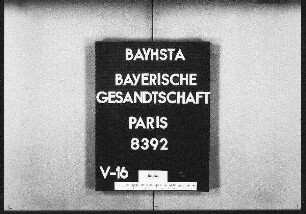 BAYHSTA
BAYERISCHE
GESANDTSCHAFT
PARIS
8392
V-16